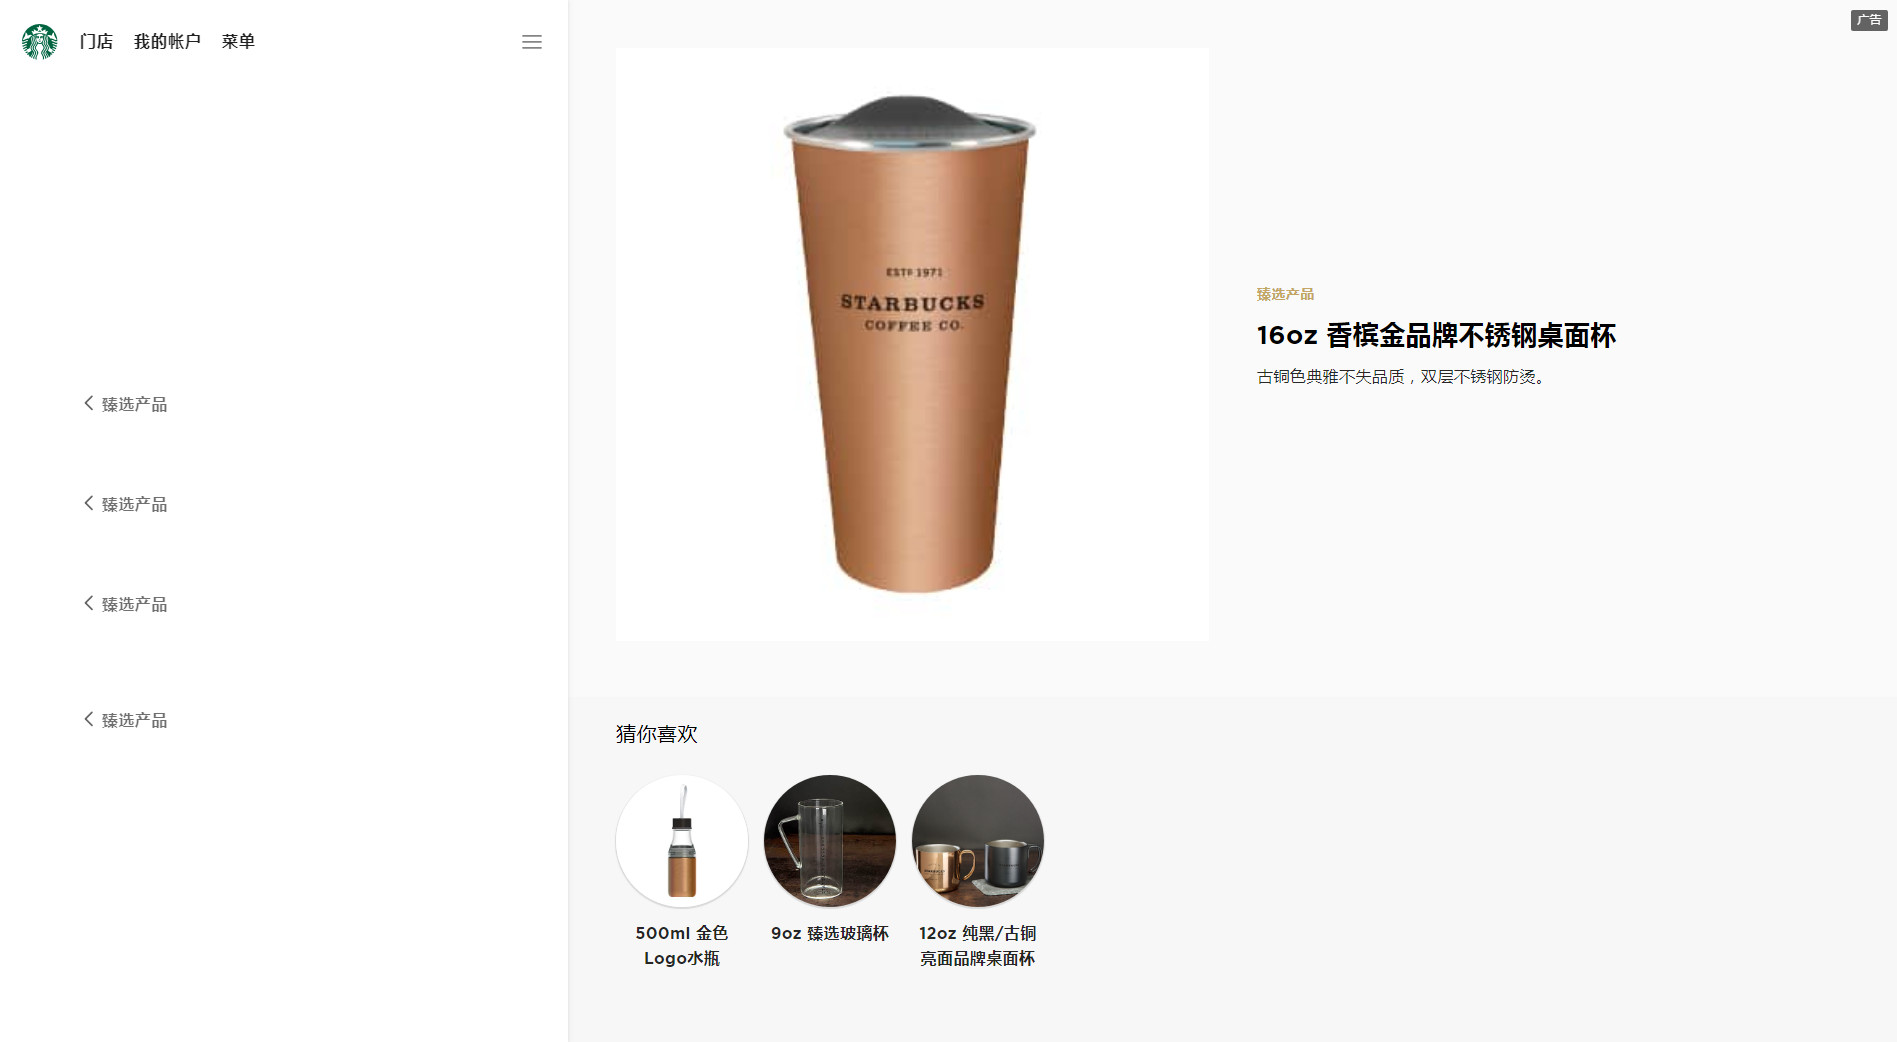 门店 我的帐户 菜单
广告
臻选产品
臻选产品
臻选产品
臻选产品
ESTD 1971
STARBUCKS
COFFEE CO.
臻选产品
16oz 香槟金品牌不锈钢桌面杯
古铜色典雅不失品质，双层不锈钢防烫。
猜你喜欢
500ml 金色
Logo水瓶
9oz 臻选玻璃杯
12oz 纯黑/古铜
亮面品牌桌面杯